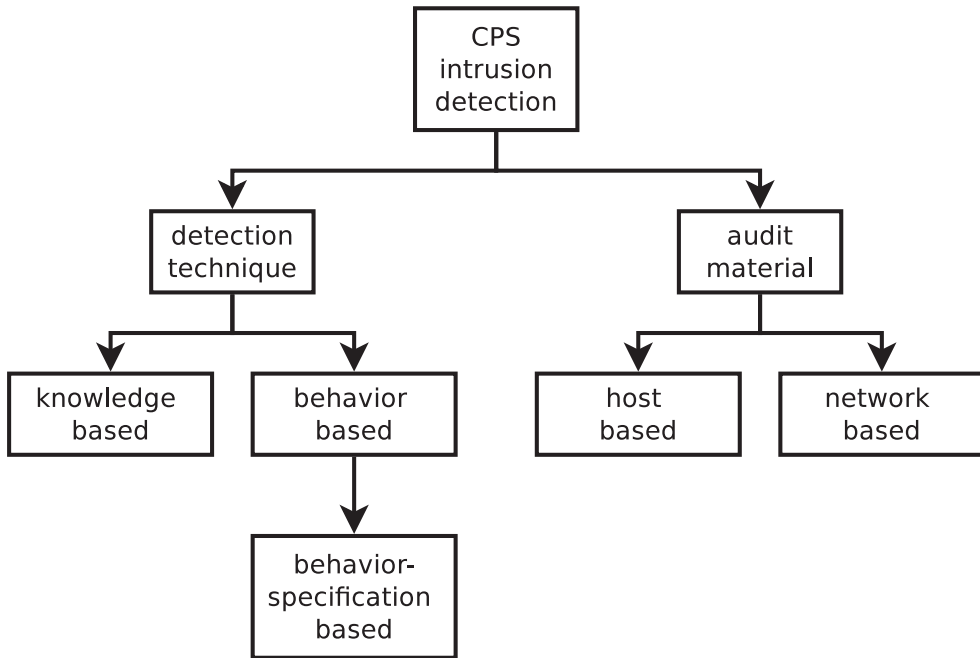 CPS
intrusion
detection
detection
technique
audit
material
knowledge
based
behavior
based
host
based
network
based
behavior-
specification
based